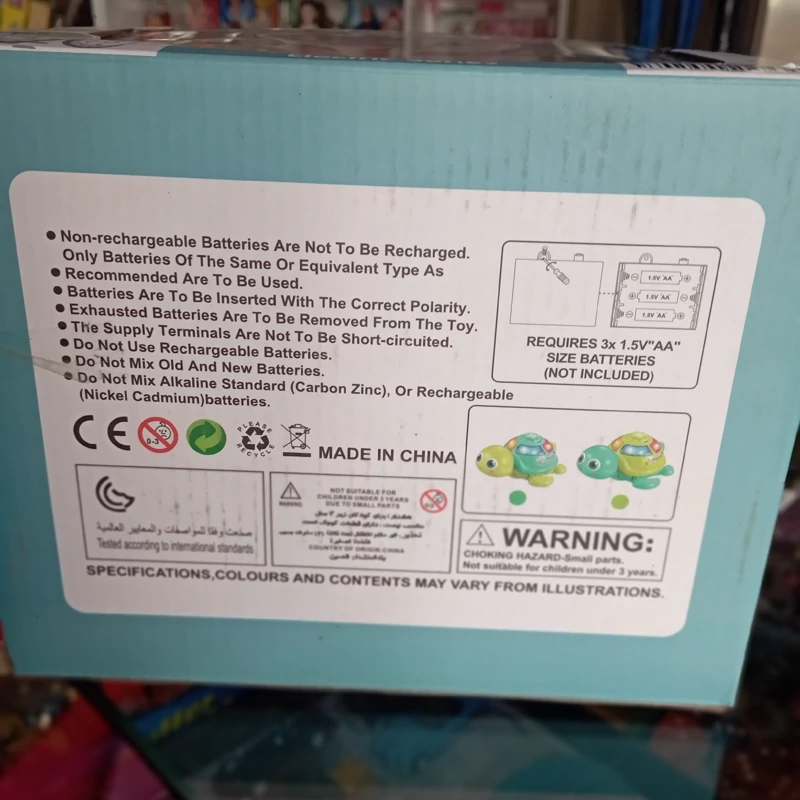 Non-rechargeable Batteries Are Not To Be Recharged.
Only Batteries Of The Same Or Equivalent Type As
Recommended Are To Be Used.
Batteries Are To Be Inserted With The Correct Polarity.
Exhausted Batteries Are To Be Removed From The Toy.
The Supply Terminals Are Not To Be Short-circuited.
Do Not Use Rechargeable Batteries.
Do Not Mix Old And New Batteries.
Do Not Mix Alkaline Standard (Carbon Zinc), Or Rechargeable
(Nickel Cadmium)batteries.
1.5V "AA"
1.5V "AA"
1.5V "AA"
REQUIRES 3x 1.5V"AA"
SIZE BATTERIES
(NOT INCLUDED)
CE
0-3
PLEASE
RECYCLE
MADE IN CHINA
صنعت وفقا للمواصفات والمعايير العالمية
Tested according to international standards
WARNING
NOT SUITABLE FOR
CHILDREN UNDER 3 YEARS
DUE TO SMALL PARTS
COUNTRY OF ORIGIN:CHINA
WARNING:
CHOKING HAZARD-Small parts.
Not suitable for children under 3 years.
SPECIFICATIONS,COLOURS AND CONTENTS MAY VARY FROM ILLUSTRATIONS.